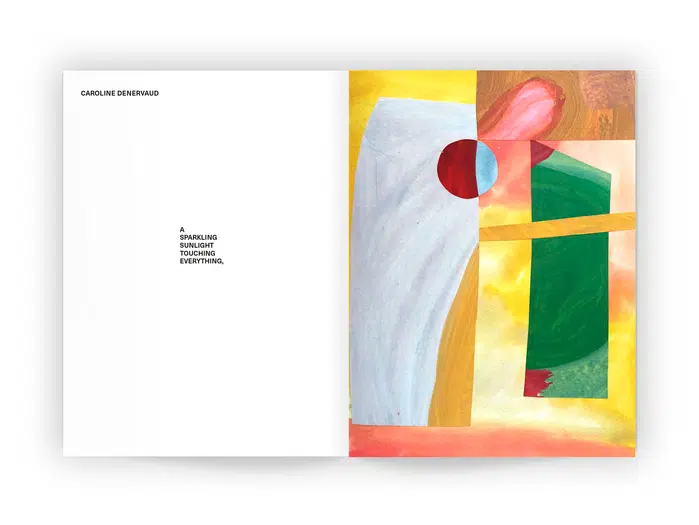 CAROLINE DENERVAUD
A
SPARKLING
SUNLIGHT
TOUCHING
EVERYTHING,